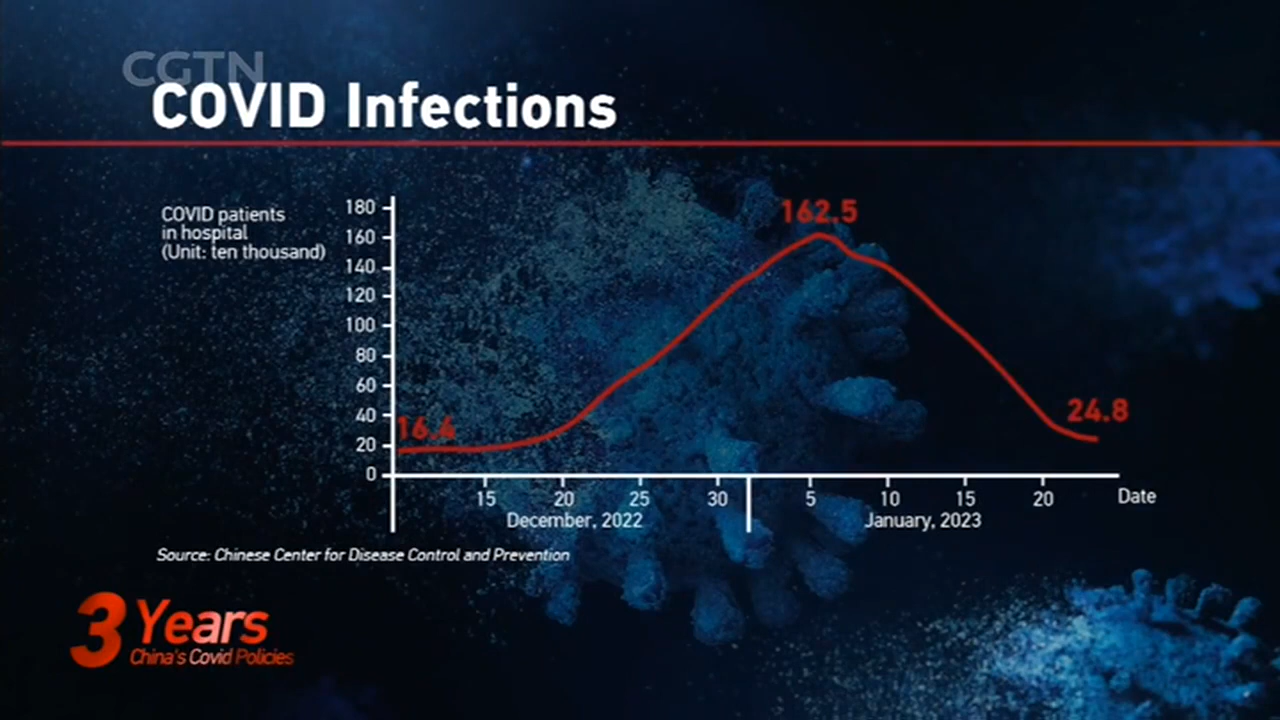 CGTN
COVID Infections
COVID patients
in hospital
(Unit: ten thousand)
180
160
140
120
100
80
60
40
20
0
16.4
162.5
24.8
15 20 25 30 5 10 15 20 Date
December, 2022 January, 2023
Source: Chinese Center for Disease Control and Prevention
3 Years
China's Covid Policies